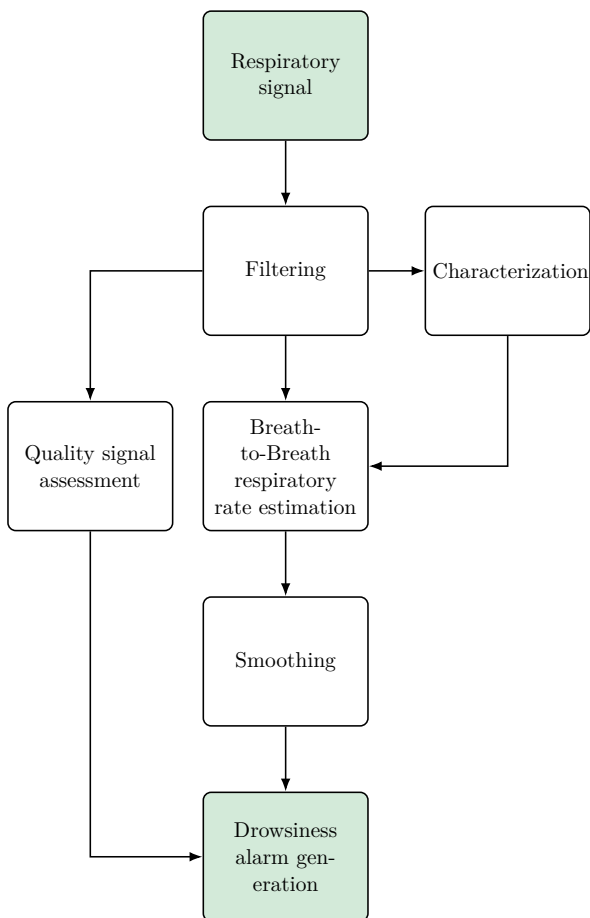 Respiratory
signal
Filtering
Characterization
Quality signal
assessment
Breath-
to-Breath
respiratory
rate estimation
Smoothing
Drowsiness
alarm gen-
eration